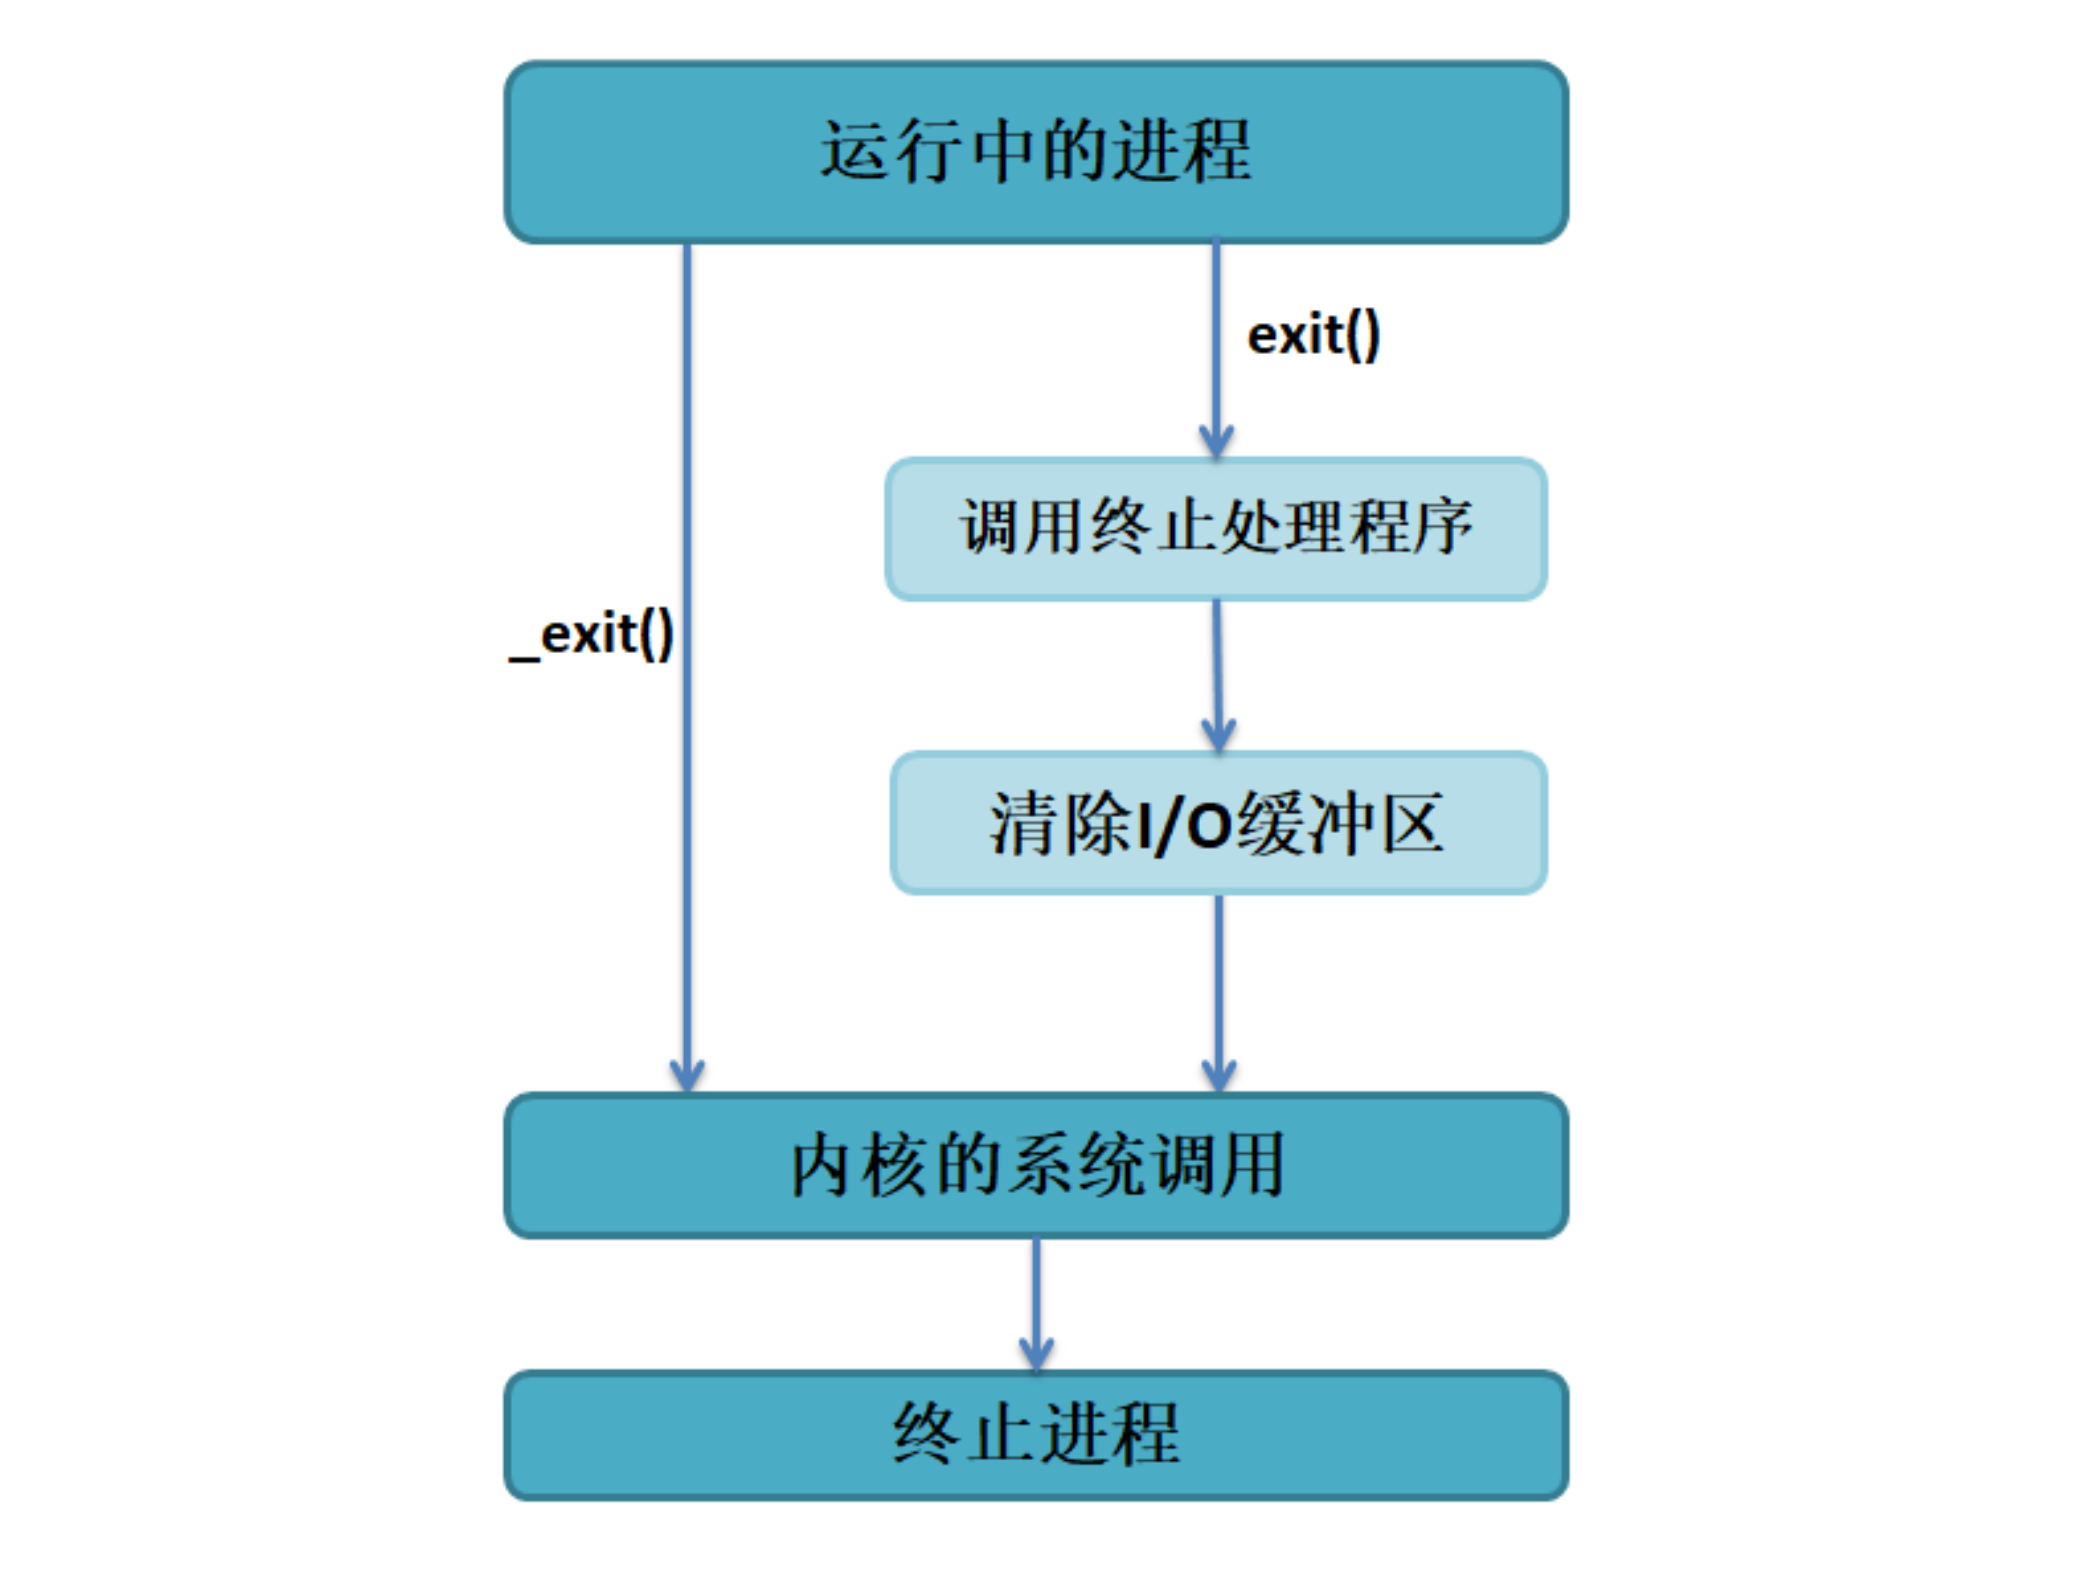 运行中的进程
exit()
调用终止处理程序
_exit()
清除I/O缓冲区
内核的系统调用
终止进程